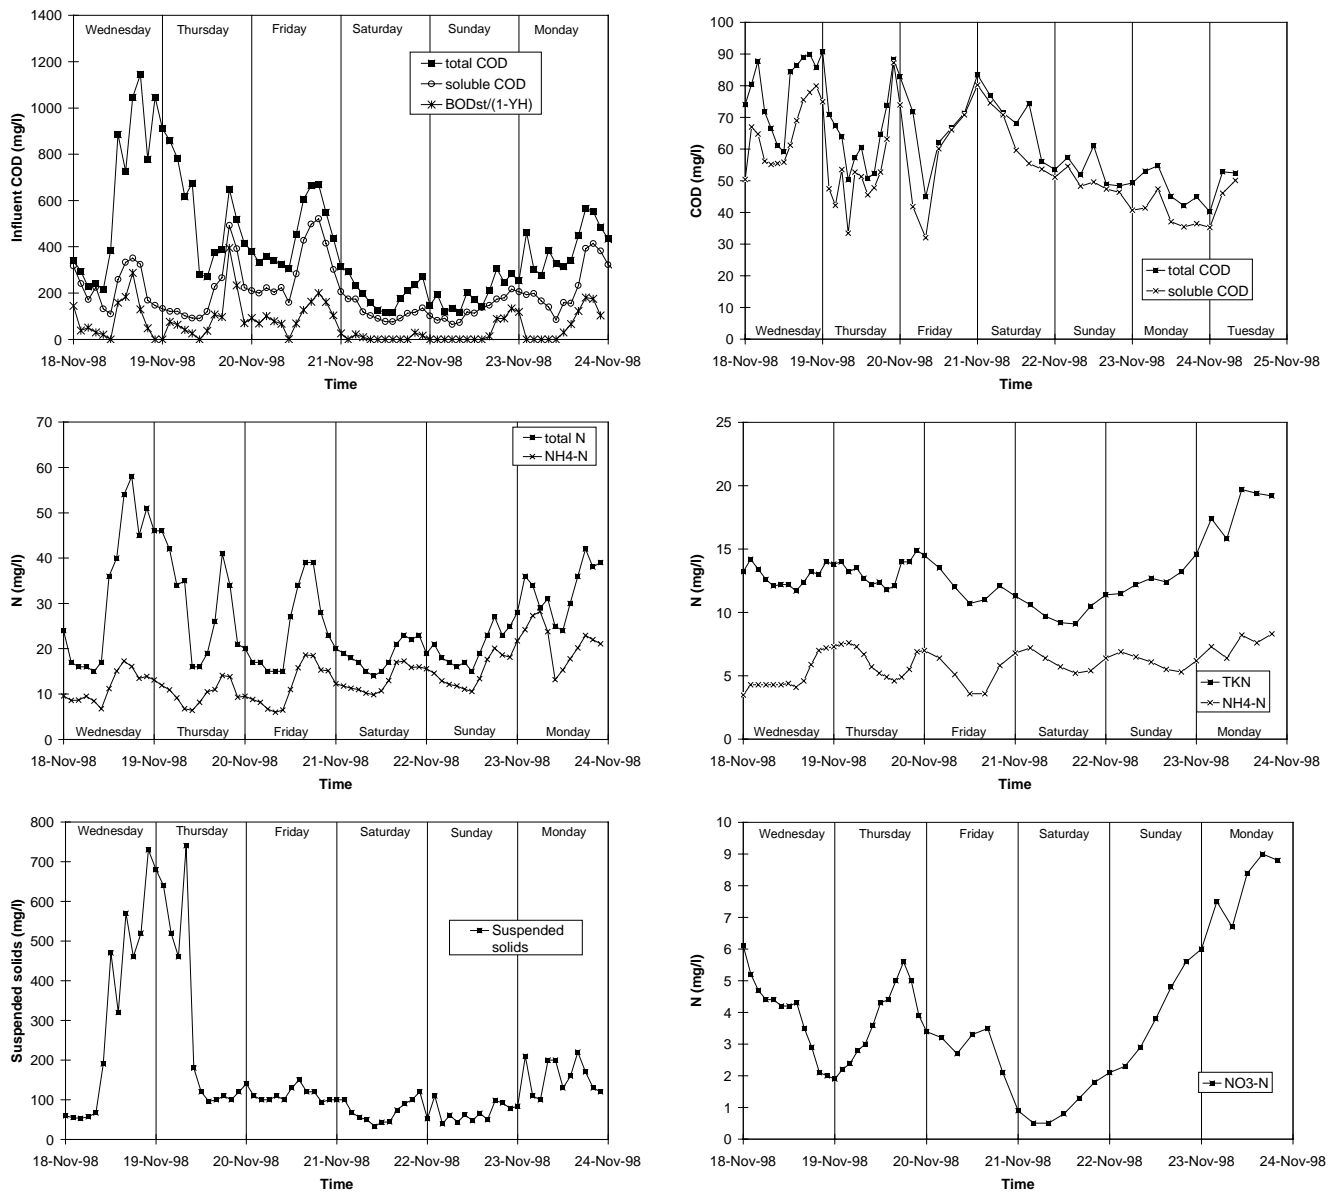 1400
1200
1000
800
600
400
200
0
Influent COD (mg/l)
Wednesday Thursday Friday Saturday Sunday Monday
total COD
soluble COD
BODst/(1-YH)
18-Nov-98 19-Nov-98 20-Nov-98 21-Nov-98 22-Nov-98 23-Nov-98 24-Nov-98
Time
100
90
80
70
60
50
40
30
20
10
0
COD (mg/l)
total COD
soluble COD
Wednesday Thursday Friday Saturday Sunday Monday Tuesday
18-Nov-98 19-Nov-98 20-Nov-98 21-Nov-98 22-Nov-98 23-Nov-98 24-Nov-98 25-Nov-98
Time
70
60
50
40
30
20
10
0
N (mg/l)
total N
NH4-N
Wednesday Thursday Friday Saturday Sunday Monday
18-Nov-98 19-Nov-98 20-Nov-98 21-Nov-98 22-Nov-98 23-Nov-98 24-Nov-98
Time
25
20
15
10
5
0
N (mg/l)
TKN
NH4-N
Wednesday Thursday Friday Saturday Sunday Monday
18-Nov-98 19-Nov-98 20-Nov-98 21-Nov-98 22-Nov-98 23-Nov-98 24-Nov-98
Time
800
700
600
500
400
300
200
100
0
Suspended solids (mg/l)
Wednesday Thursday Friday Saturday Sunday Monday
Suspended
solids
18-Nov-98 19-Nov-98 20-Nov-98 21-Nov-98 22-Nov-98 23-Nov-98 24-Nov-98
Time
10
9
8
7
6
5
4
3
2
1
0
N (mg/l)
Wednesday Thursday Friday Saturday Sunday Monday
NO3-N
18-Nov-98 19-Nov-98 20-Nov-98 21-Nov-98 22-Nov-98 23-Nov-98 24-Nov-98
Time